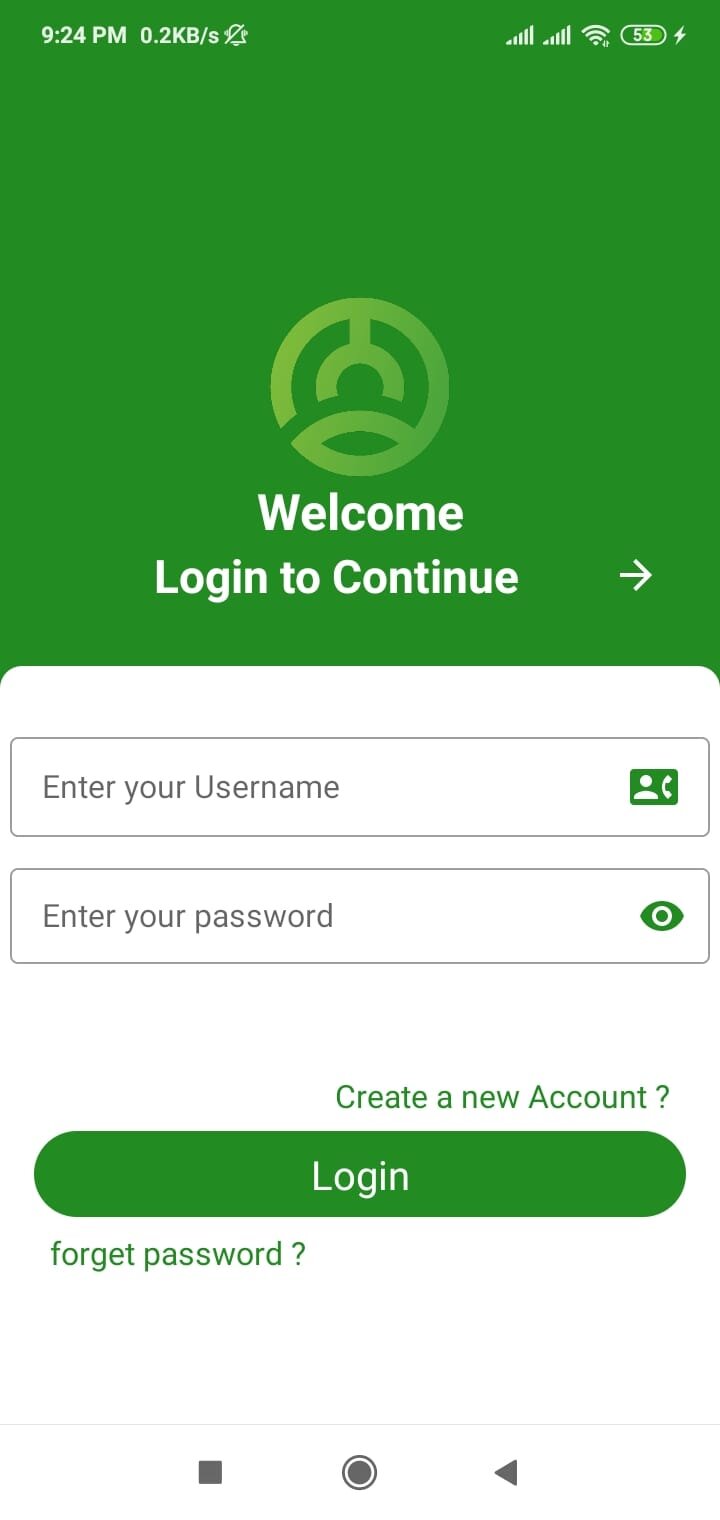 9:24 PM 0.2KB/s 53
Welcome
Login to Continue
Enter your Username
Enter your password
Create a new Account ?
Login
forget password ?